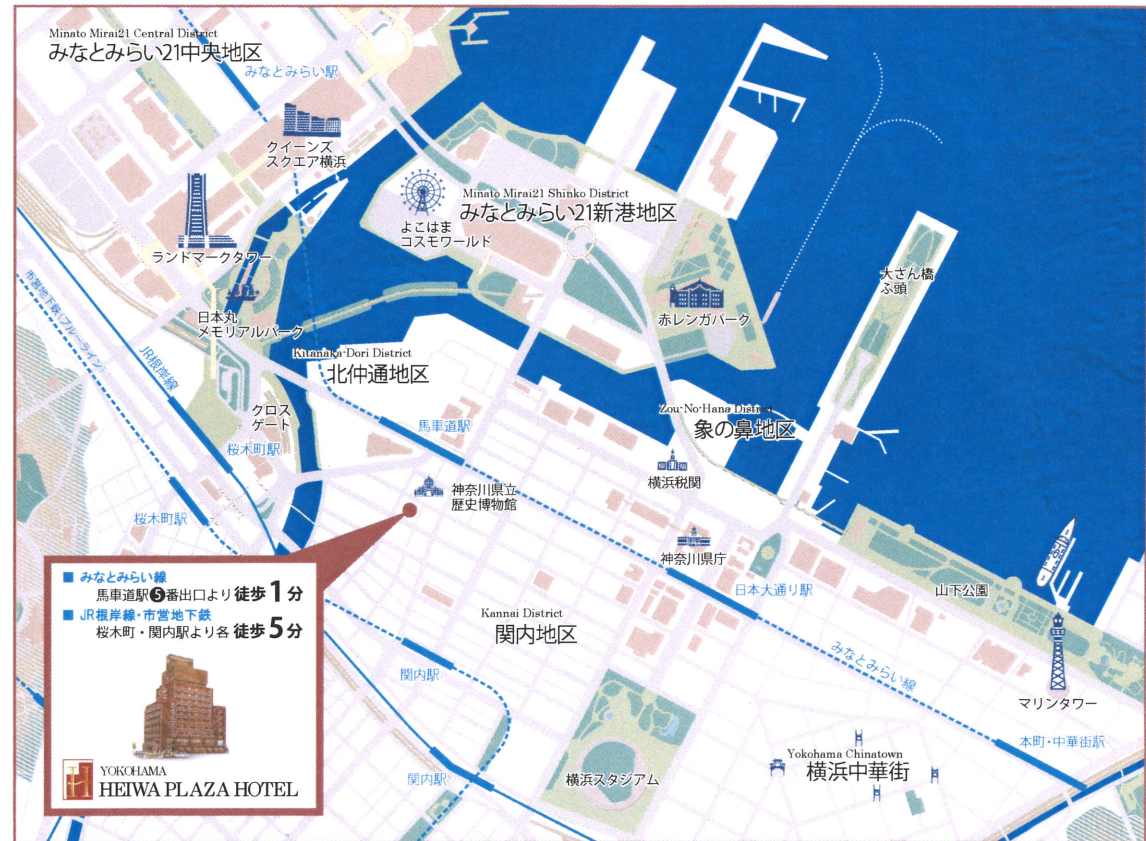 Minato Mirai21 Central District
みなとみらい21中央地区
みなとみらい駅
クイーンズ
スクエア横浜
Minato Mirai21 Shinko District
みなとみらい21新港地区
よこはま
コスモワールド
ランドマークタワー
大さん橋
ふ頭
市営地下鉄(ブルーライン)
JR根岸線
日本丸
メモリアルパーク
赤レンガパーク
Kitanaka-Dori District
北仲通地区
クロス
ゲート
馬車道駅
Zou-No-Hana District
象の鼻地区
桜木町駅
横浜税関
神奈川県立
歴史博物館
桜木町駅
神奈川県庁
日本大通り駅
山下公園
■ みなとみらい線
馬車道駅❺番出口より 徒歩1分
■ JR根岸線・市営地下鉄
桜木町・関内駅より各 徒歩5分
Kannai District
関内地区
関内駅
みなとみらい線
マリンタワー
本町・中華街駅
Yokohama Chinatown
横浜中華街
関内駅
横浜スタジアム
H
YOKOHAMA
HEIWA PLAZA HOTEL